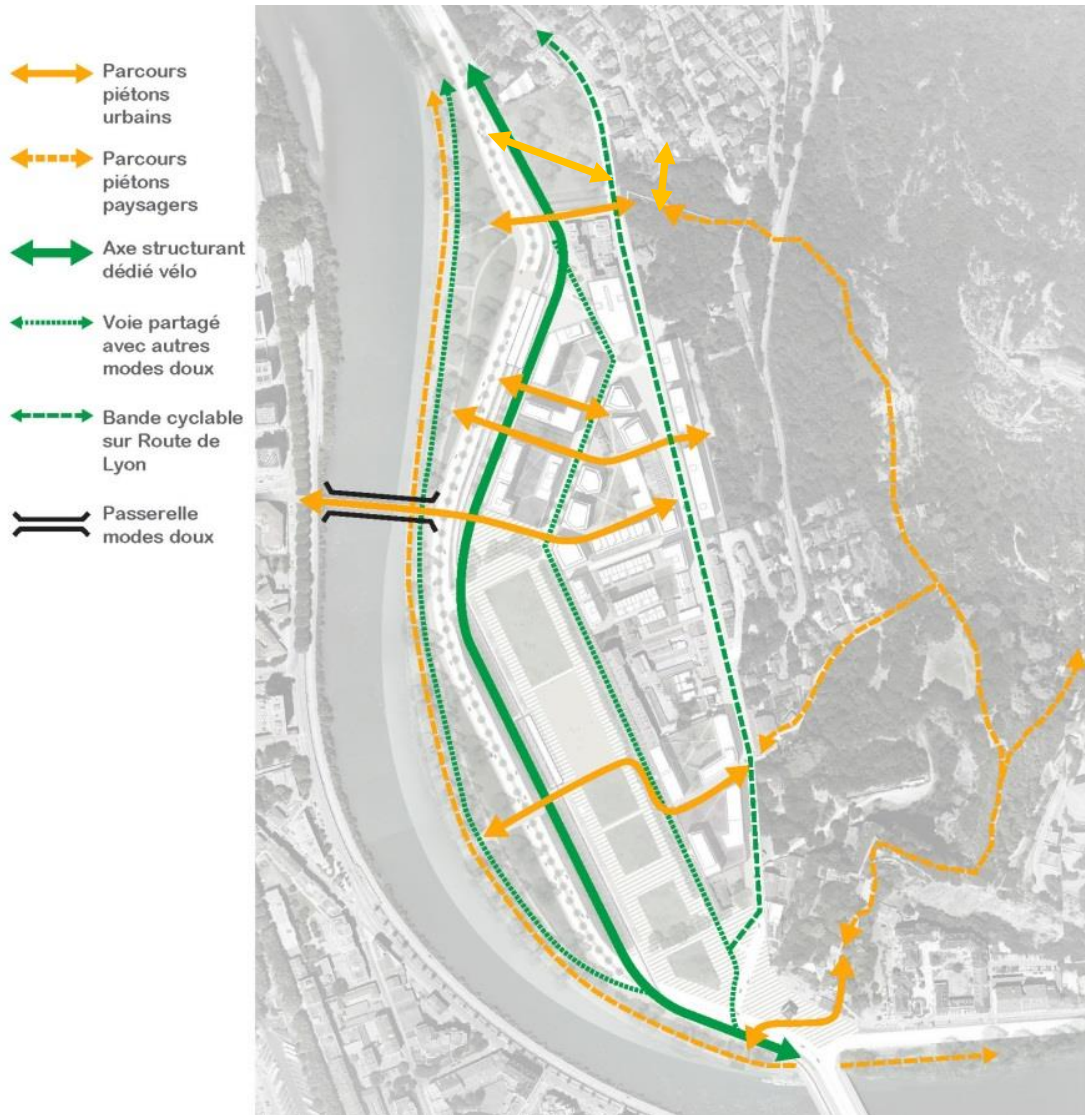 Parcours
piétons
urbains
Parcours
piétons
paysagers
Axe structurant
dédié vélo
Voie partagé
avec autres
modes doux
Bande cyclable
sur Route de
Lyon
Passerelle
modes doux